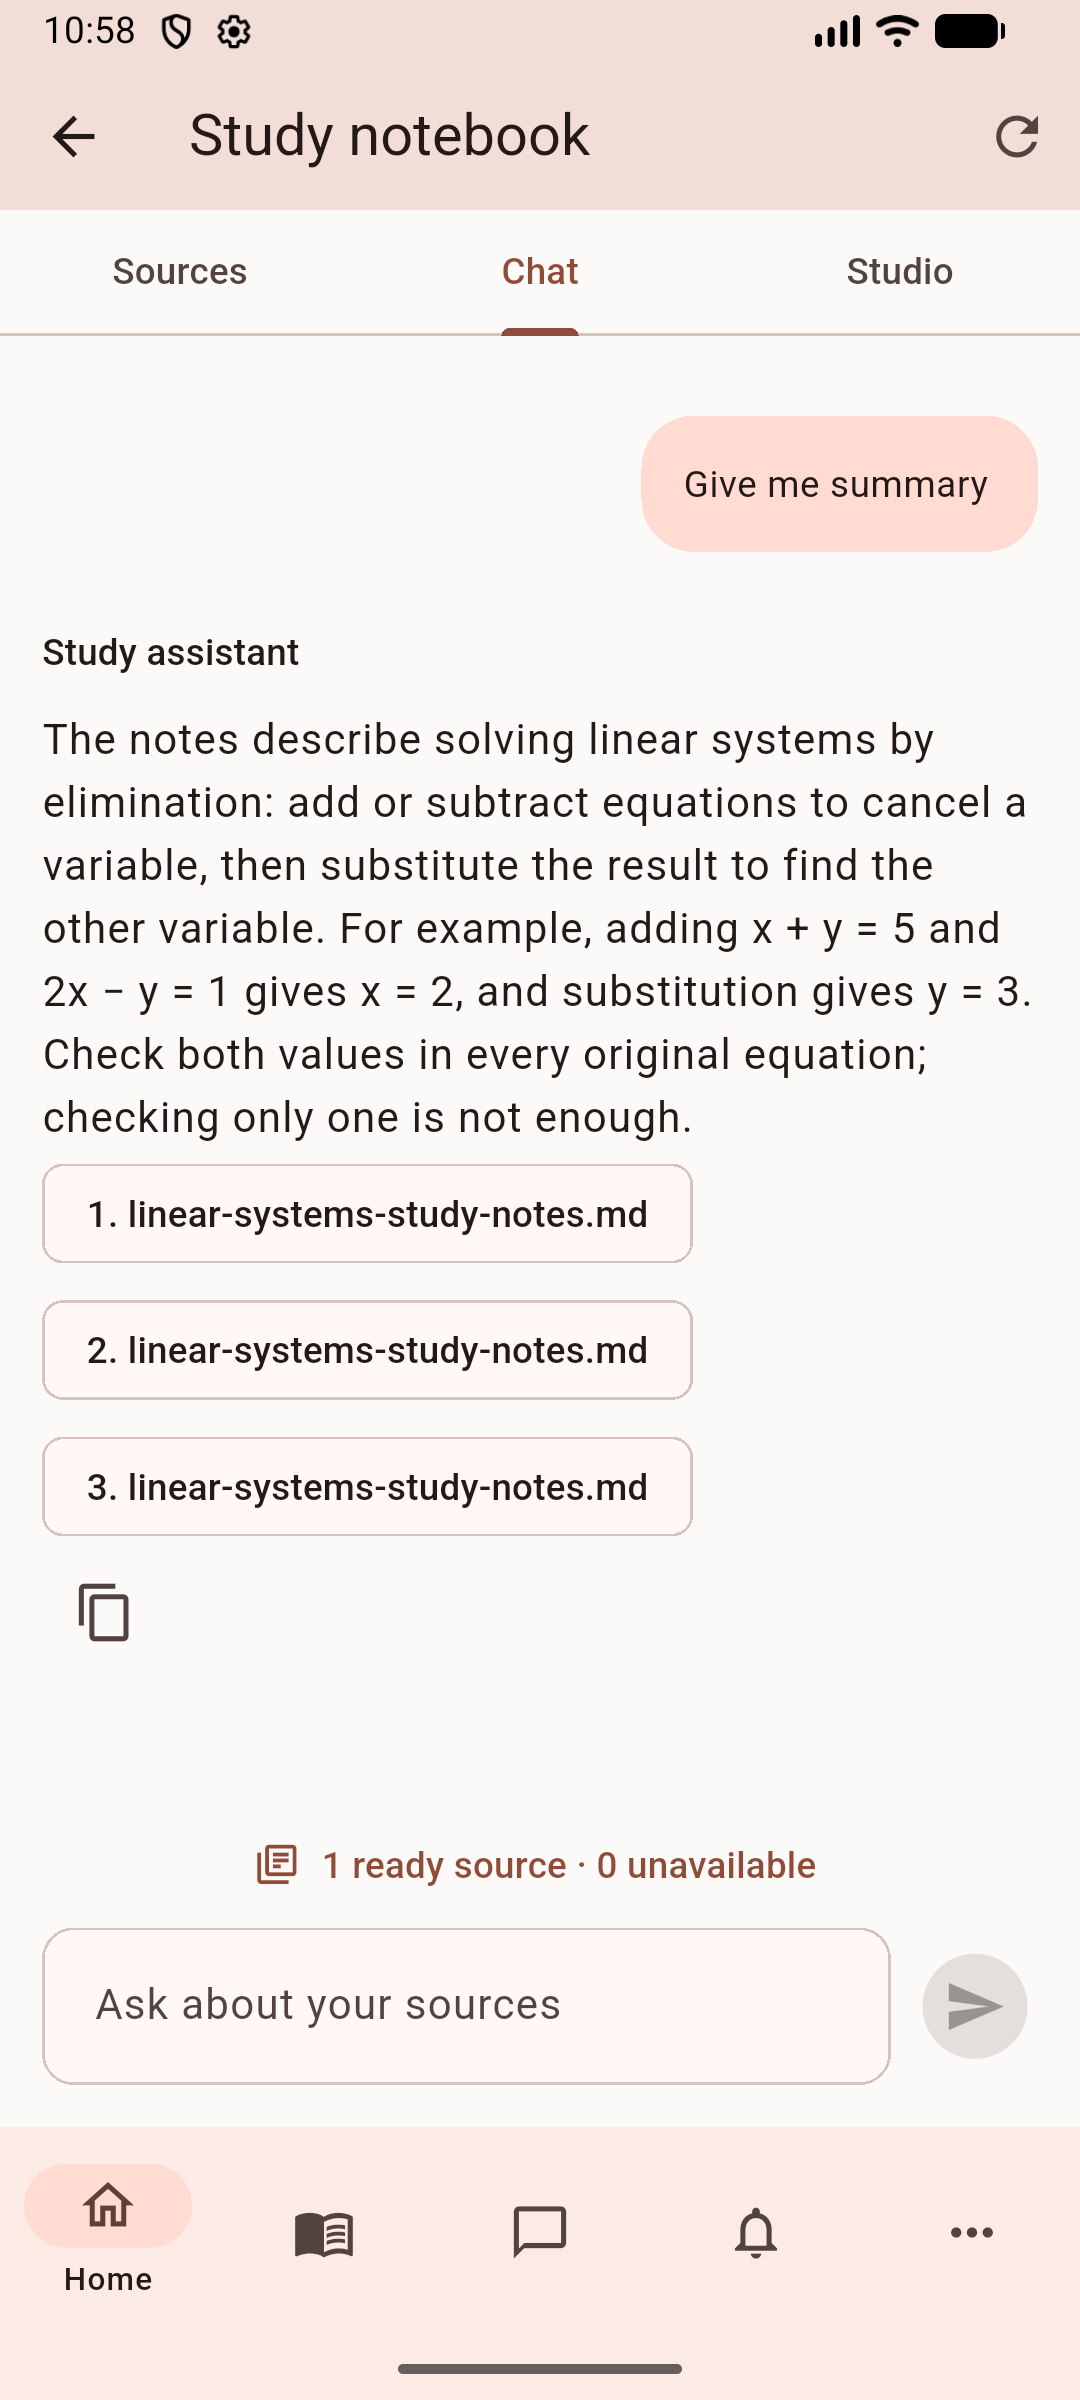 10:58
Study notebook
Sources
Chat
Studio
Give me summary
Study assistant
The notes describe solving linear systems by
elimination: add or subtract equations to cancel a
variable, then substitute the result to find the
other variable. For example, adding x + y = 5 and
2x − y = 1 gives x = 2, and substitution gives y = 3.
Check both values in every original equation;
checking only one is not enough.
1. linear-systems-study-notes.md
2. linear-systems-study-notes.md
3. linear-systems-study-notes.md
1 ready source · 0 unavailable
Ask about your sources
Home